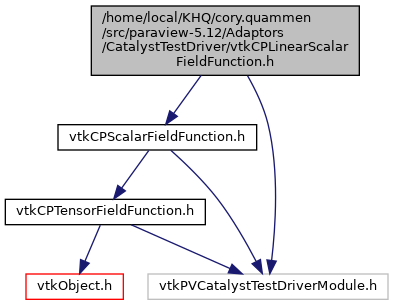 /home/local/KHQ/cory.quammen
/src/paraview-5.12/Adaptors
/CatalystTestDriver/vtkCPLinearScalar
FieldFunction.h
vtkCPScalarFieldFunction.h
vtkCPTensorFieldFunction.h
vtkObject.h
vtkPVCatalystTestDriverModule.h